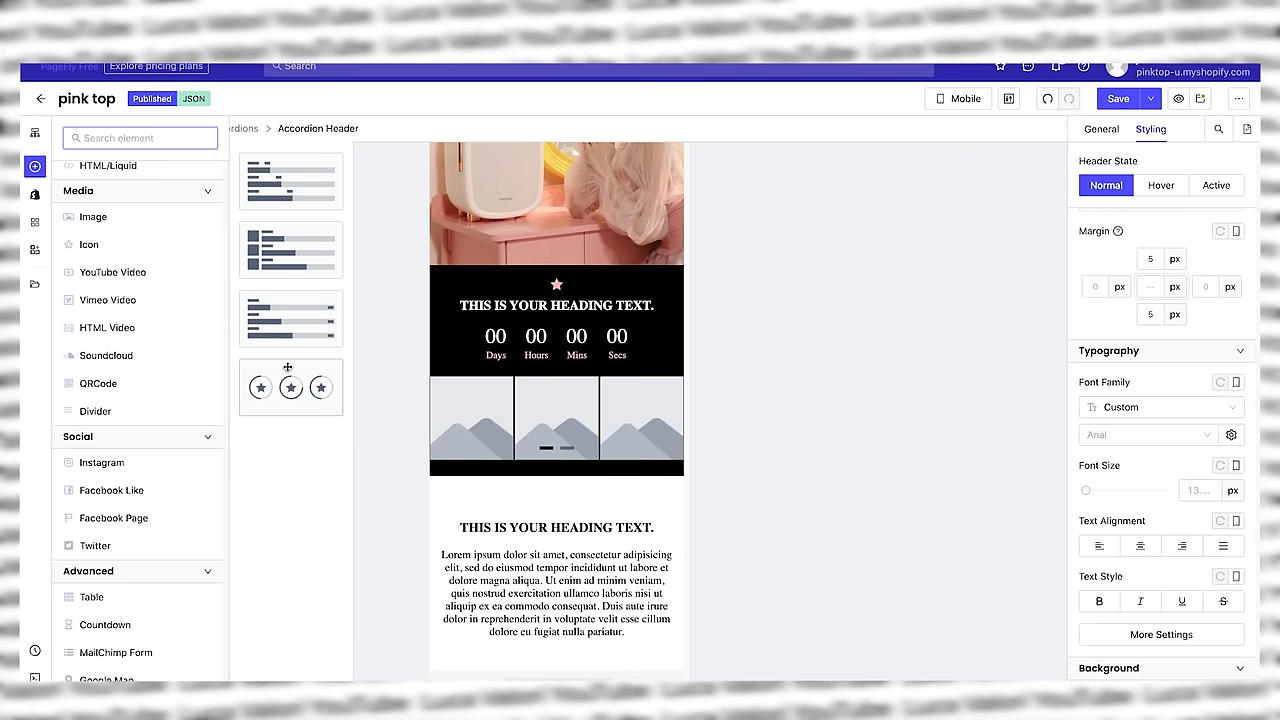 PageFly Free
Explore pricing plans
Search
pinktop-u.myshopify.com
pink top
Published
JSON
Mobile
Save
Search element
rdions > Accordion Header
General
Styling
HTML/Liquid
Media
Image
Icon
YouTube Video
Vimeo Video
HTML Video
Soundcloud
QRCode
Divider
Social
Instagram
Facebook Like
Facebook Page
Twitter
Advanced
Table
Countdown
MailChimp Form
Google Map
THIS IS YOUR HEADING TEXT.
00 00 00 00
Days Hours Mins Secs
THIS IS YOUR HEADING TEXT.
Lorem ipsum dolor sit amet, consectetur adipisicing
elit, sed do eiusmod tempor incididunt ut labore et
dolore magna aliqua. Ut enim ad minim veniam,
quis nostrud exercitation ullamco laboris nisi ut
aliquip ex ea commodo consequat. Duis aute irure
dolor in reprehenderit in voluptate velit esse cillum
dolore eu fugiat nulla pariatur.
Header State
Normal
Hover
Active
Margin
5 px
0 px -- px 0 px
5 px
Typography
Font Family
Custom
Arial
Font Size
13.... px
Text Alignment
Text Style
B I U S
More Settings
Background